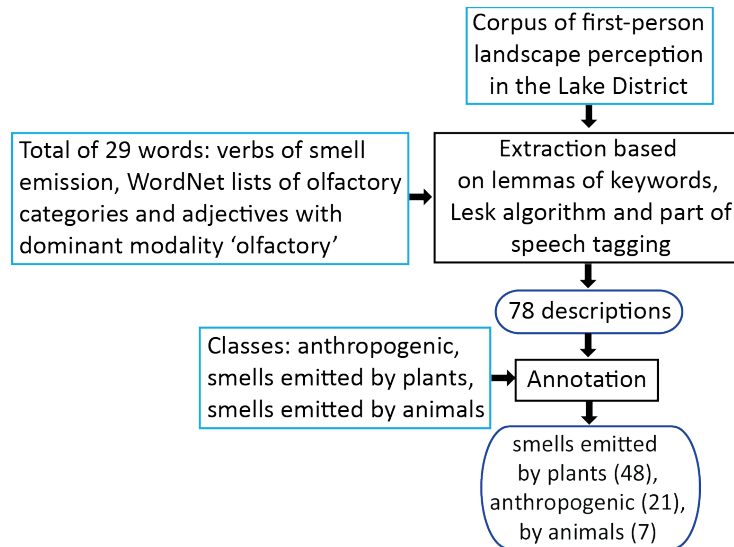 Corpus of first-person
landscape perception
in the Lake District
Total of 29 words: verbs of smell
emission, WordNet lists of olfactory
categories and adjectives with
dominant modality ‘olfactory’
Extraction based
on lemmas of keywords,
Lesk algorithm and part of
speech tagging
78 descriptions
Classes: anthropogenic,
smells emitted by plants,
smells emitted by animals
Annotation
smells emitted
by plants (48),
anthropogenic (21),
by animals (7)